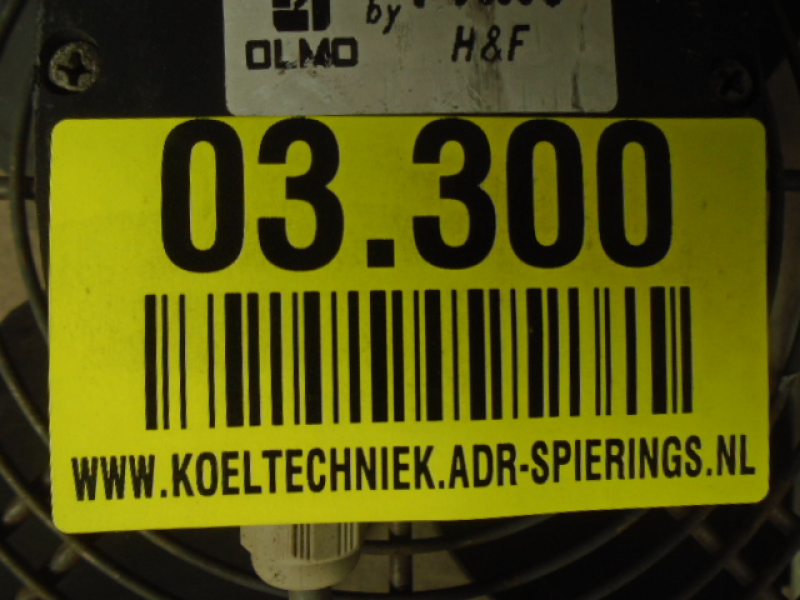 by
OLMO H&F
03.300
WWW.KOELTECHNIEK.ADR-SPIERINGS.NL